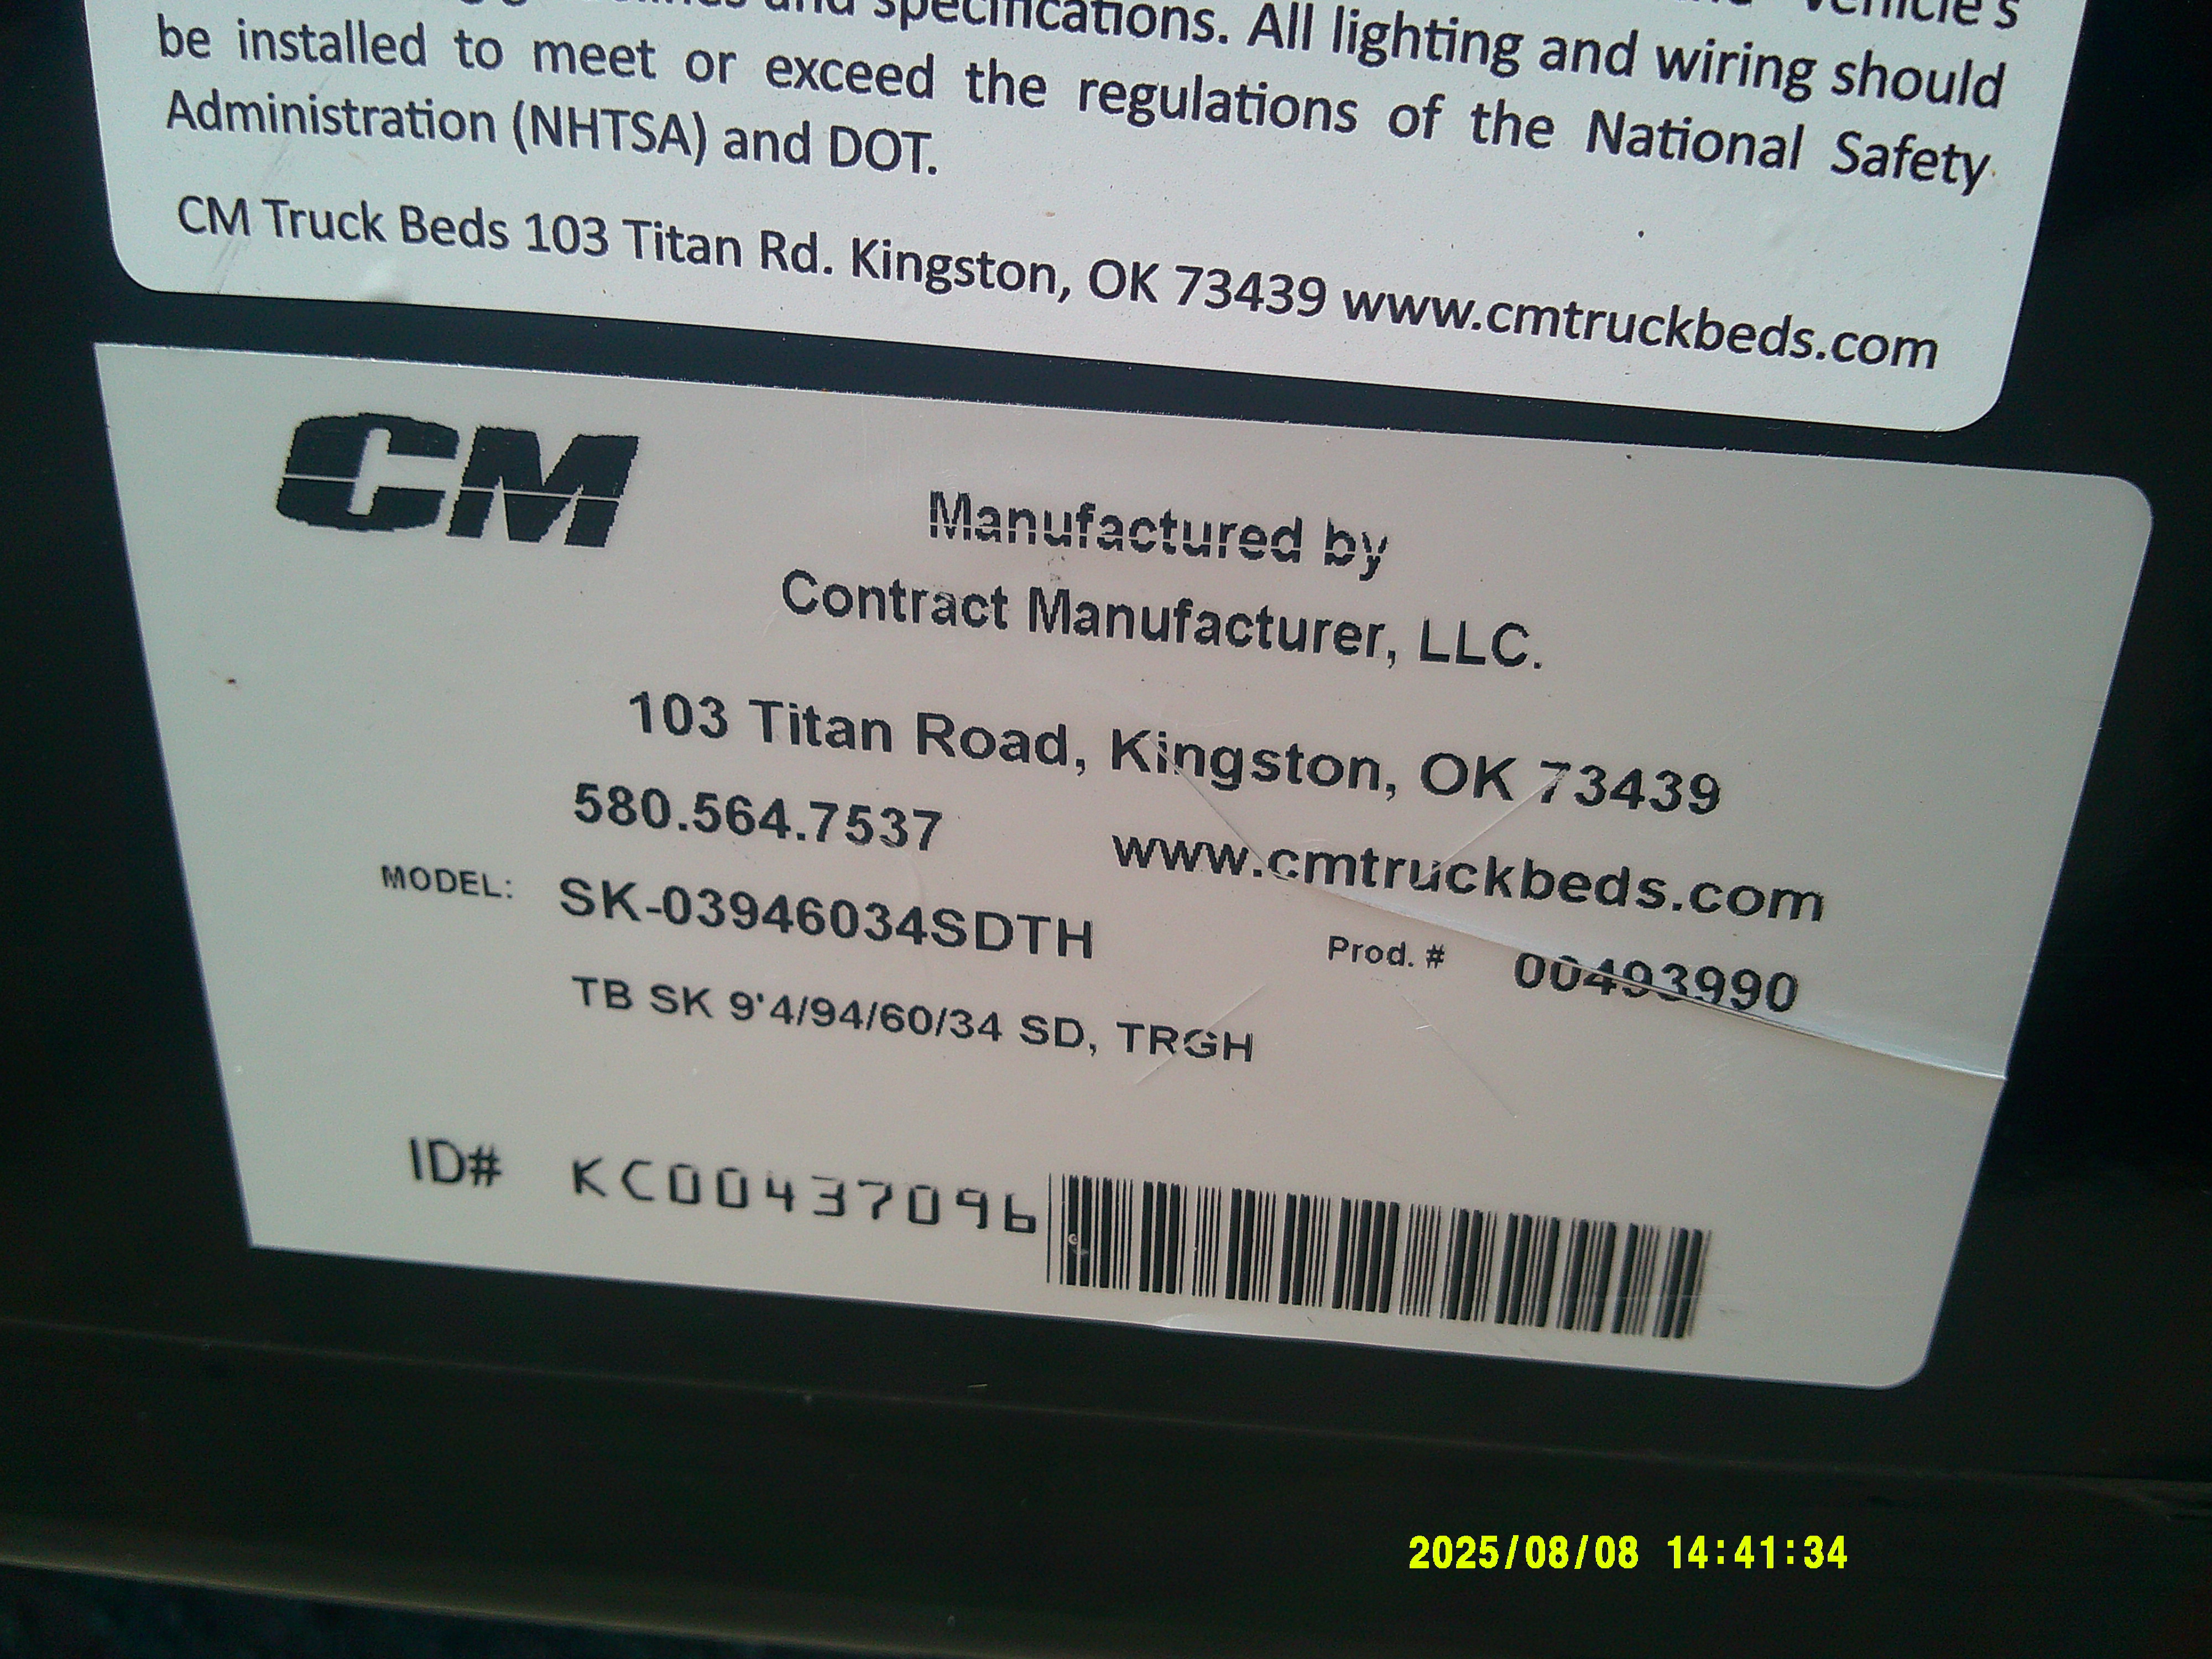 and specifications. All lighting and wiring should
be installed to meet or exceed the regulations of the National Safety
Administration (NHTSA) and DOT.
CM Truck Beds 103 Titan Rd. Kingston, OK 73439 www.cmtruckbeds.com
CM
Manufactured by
Contract Manufacturer, LLC.
103 Titan Road, Kingston, OK 73439
580.564.7537 www.cmtruckbeds.com
MODEL: SK-03946034SDTH Prod. # 00493990
TB SK 9'4/94/60/34 SD, TRGH
ID# KC00437096
2025/08/08 14:41:34